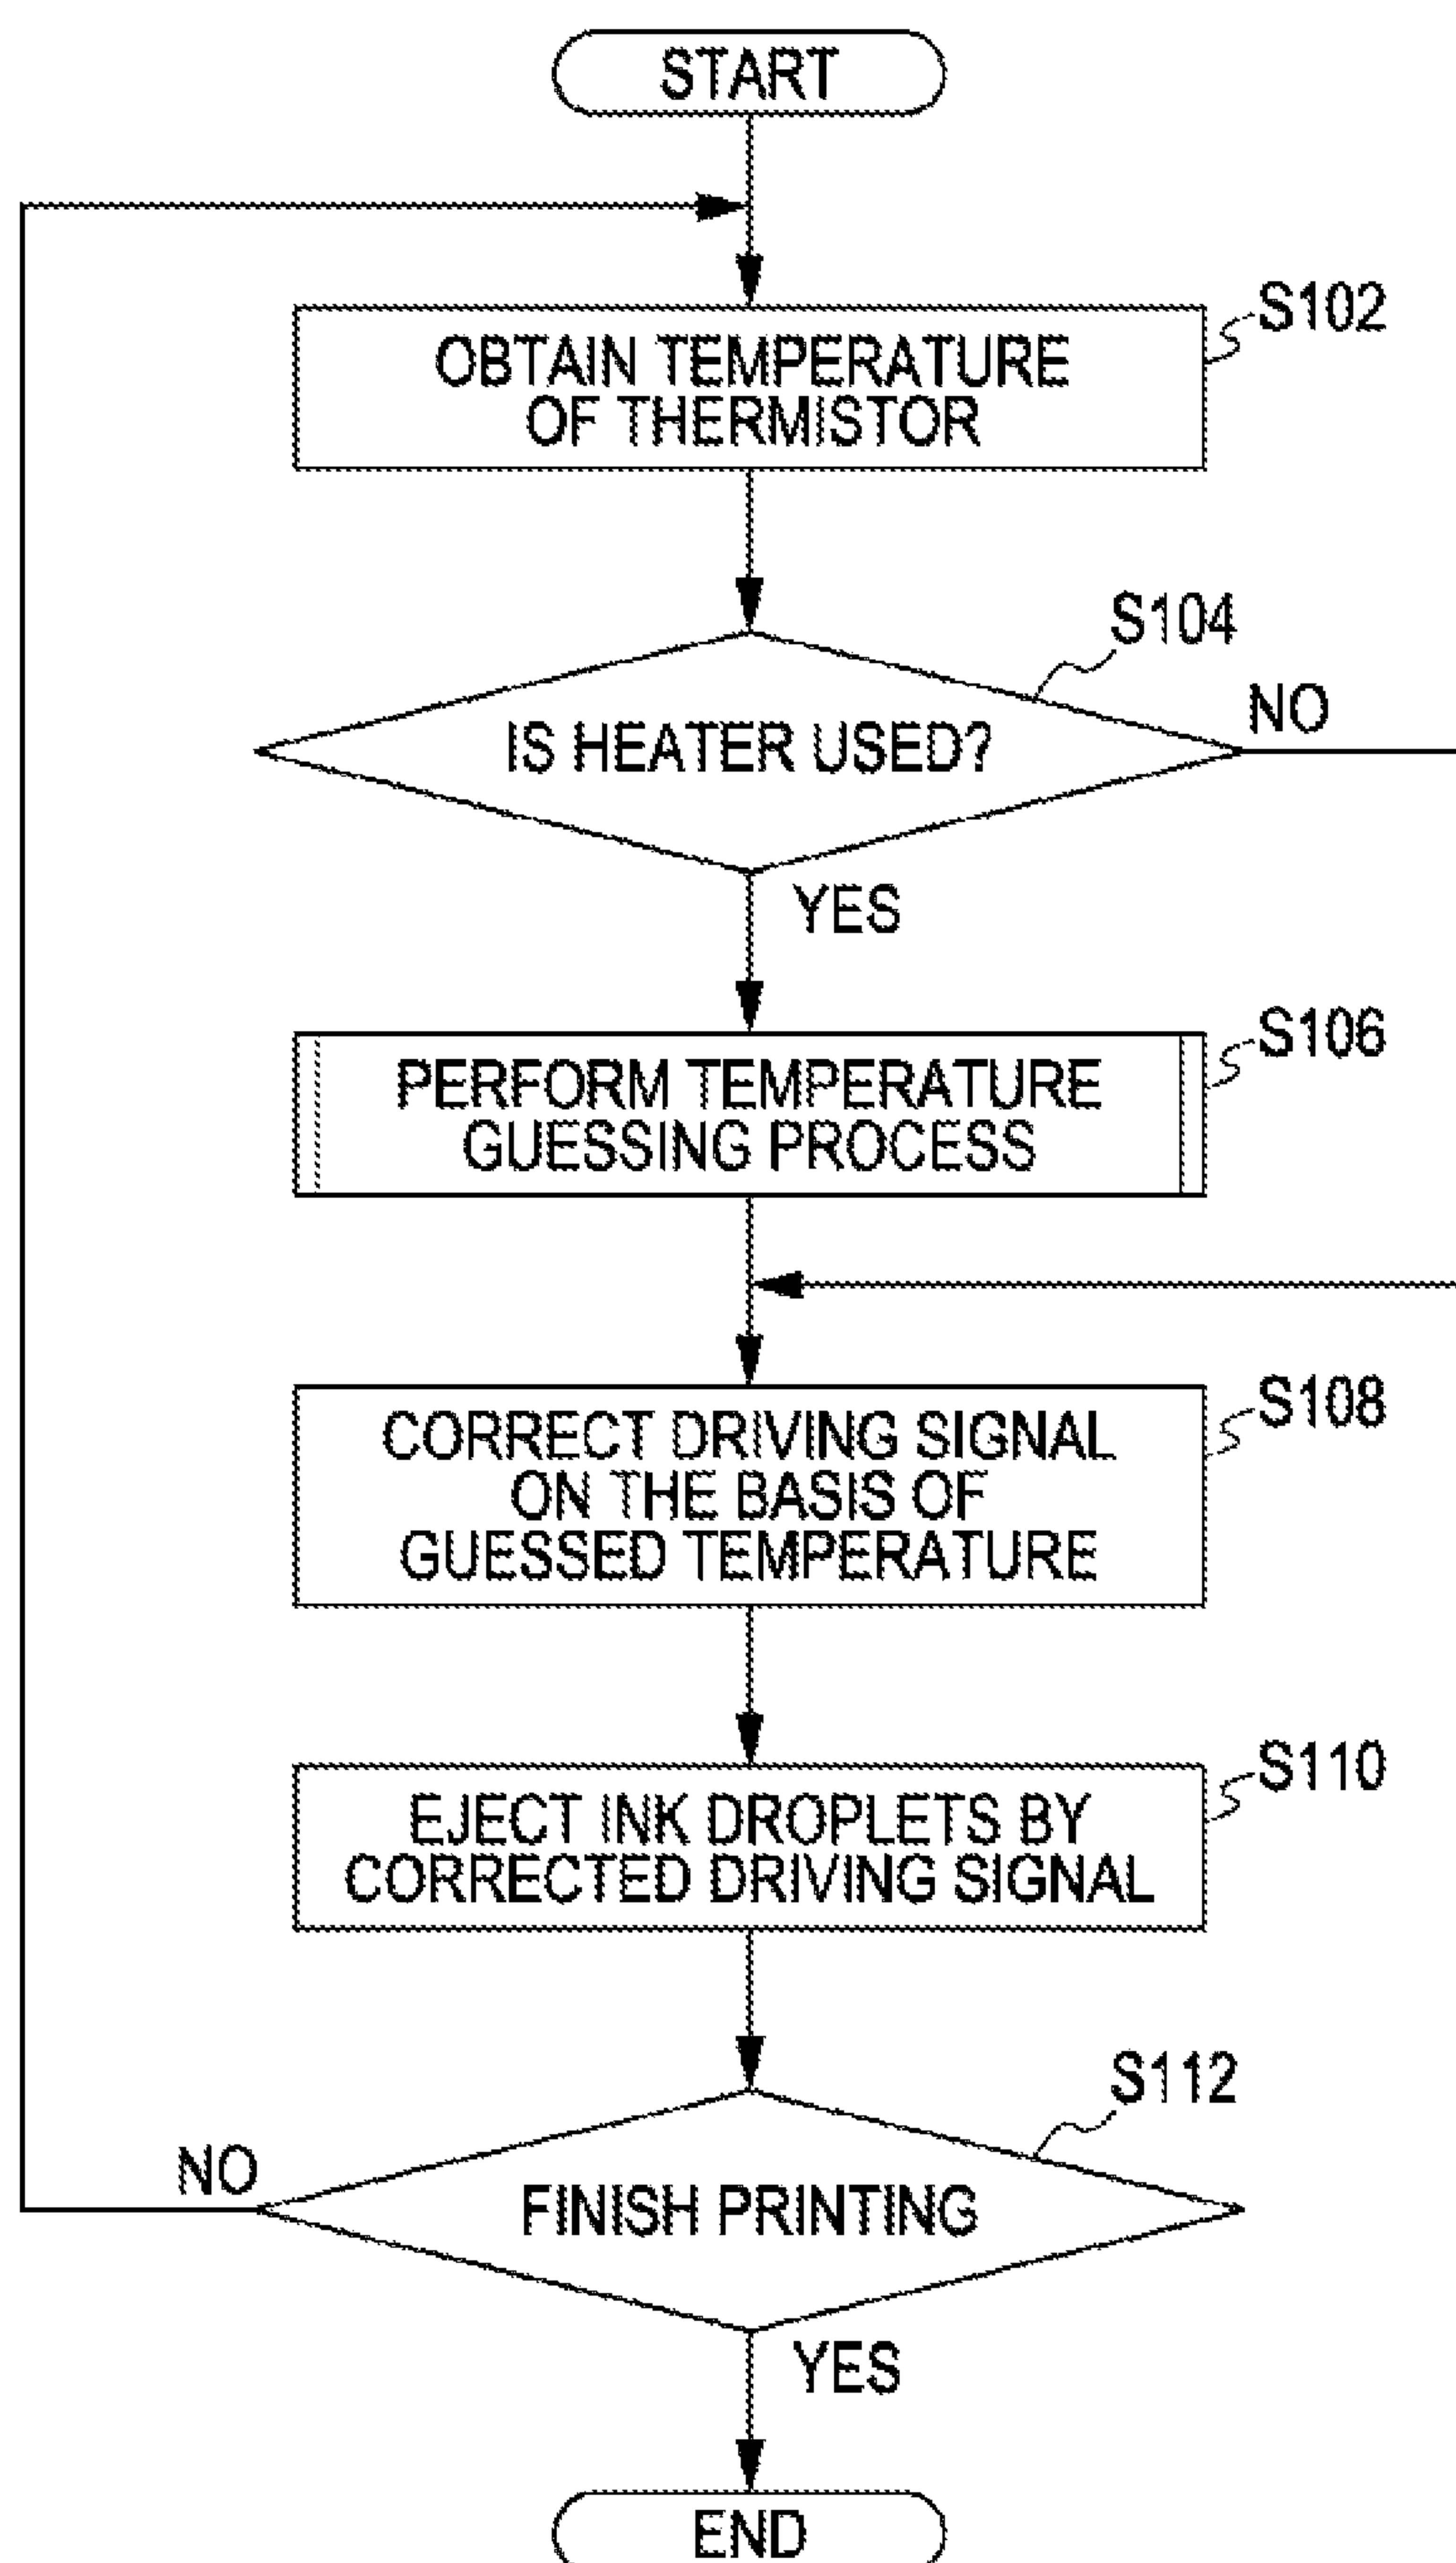 START
OBTAIN TEMPERATURE
OF THERMISTOR
S102
IS HEATER USED?
S104
NO
YES
PERFORM TEMPERATURE
GUESSING PROCESS
S106
CORRECT DRIVING SIGNAL
ON THE BASIS OF
GUESSED TEMPERATURE
S108
EJECT INK DROPLETS BY
CORRECTED DRIVING SIGNAL
S110
FINISH PRINTING
S112
NO
YES
END